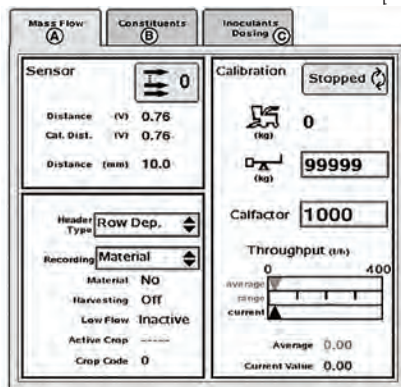 Mass Flow
A
Constituents
B
Inoculants
Dosing C
Sensor
0
Distance (V) 0.76
Cal. Dist. (V) 0.76
Distance (mm) 10.0
Header
Type Row Dep.
Recording Material
Material No
Harvesting Off
Low Flow Inactive
Active Crop -----
Crop Code 0
Calibration Stopped
(kg) 0
(kg) 99999
Calfactor 1000
Throughput (t/h)
0 400
average
range
current
Average 0.00
Current Value 0.00